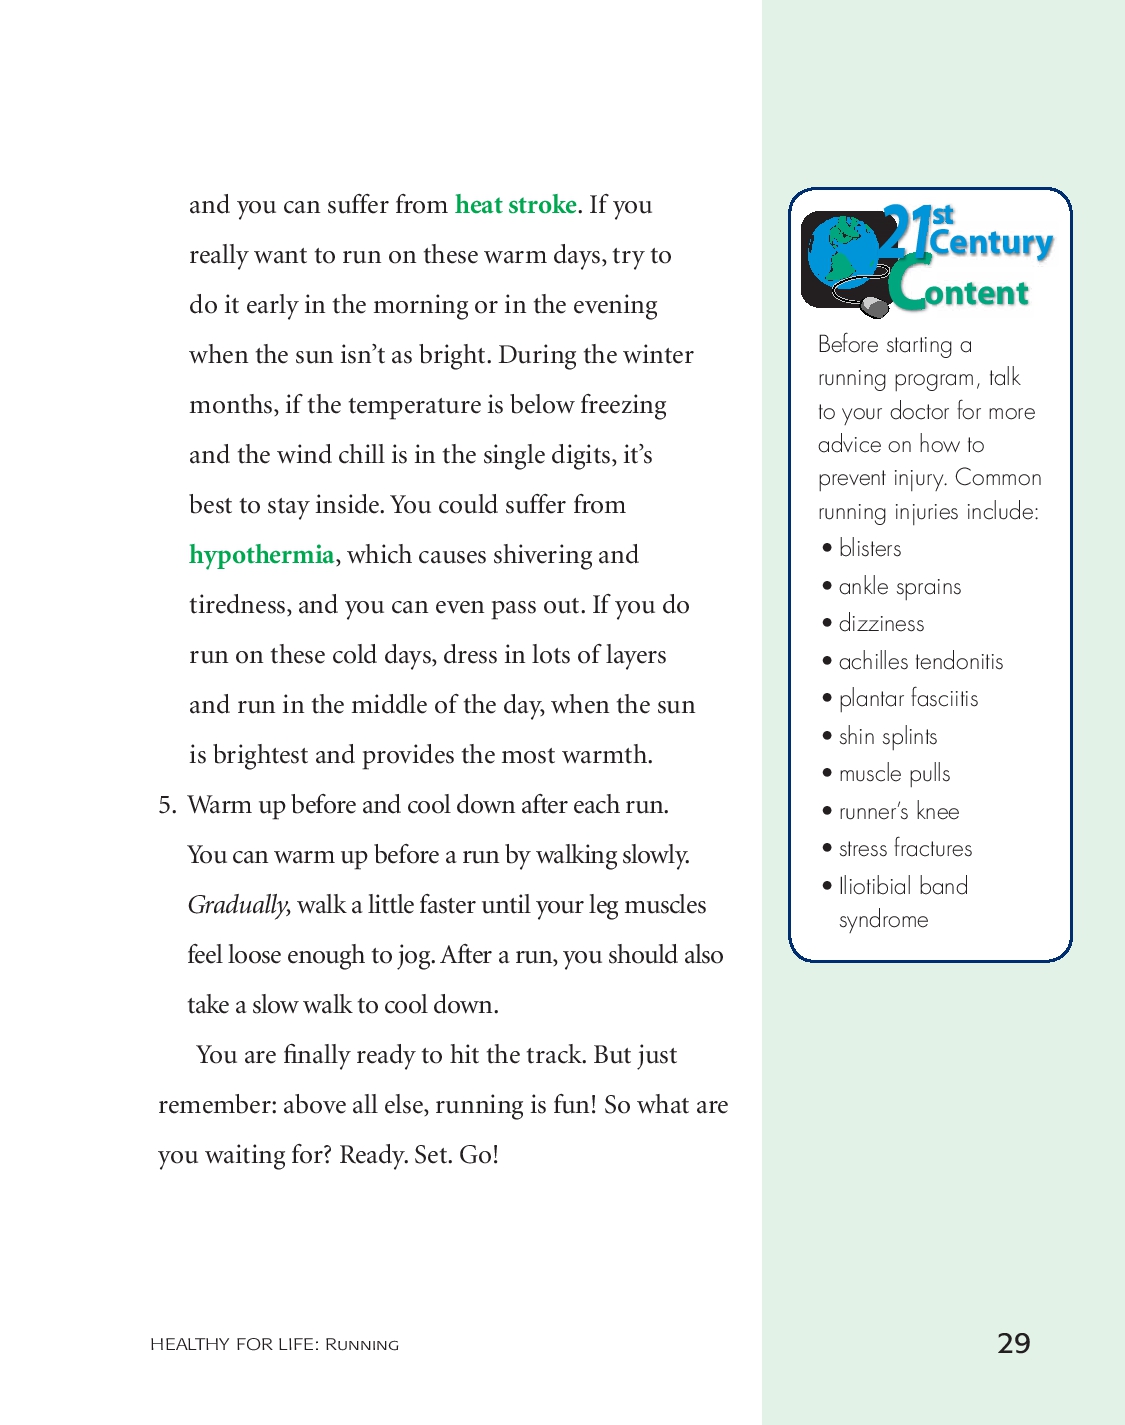 and you can suffer from heat stroke. If you
really want to run on these warm days, try to
do it early in the morning or in the evening
when the sun isn’t as bright. During the winter
months, if the temperature is below freezing
and the wind chill is in the single digits, it’s
best to stay inside. You could suffer from
hypothermia, which causes shivering and
tiredness, and you can even pass out. If you do
run on these cold days, dress in lots of layers
and run in the middle of the day, when the sun
is brightest and provides the most warmth.
5. Warm up before and cool down after each run.
You can warm up before a run by walking slowly.
Gradually, walk a little faster until your leg muscles
feel loose enough to jog. After a run, you should also
take a slow walk to cool down.
You are finally ready to hit the track. But just
remember: above all else, running is fun! So what are
you waiting for? Ready. Set. Go!
21st
Century
Content
Before starting a
running program, talk
to your doctor for more
advice on how to
prevent injury. Common
running injuries include:
• blisters
• ankle sprains
• dizziness
• achilles tendonitis
• plantar fasciitis
• shin splints
• muscle pulls
• runner’s knee
• stress fractures
• Iliotibial band
syndrome
HEALTHY FOR LIFE: RUNNING
29